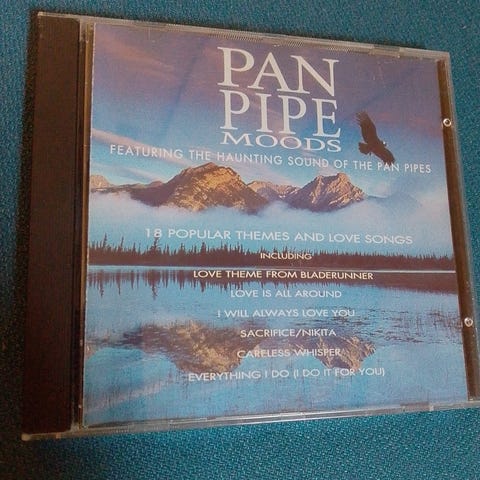 PAN
PIPE
MOODS
FEATURING THE HAUNTING SOUND OF THE PAN PIPES
18 POPULAR THEMES AND LOVE SONGS
INCLUDING
LOVE THEME FROM BLADERUNNER
LOVE IS ALL AROUND
I WILL ALWAYS LOVE YOU
SACRIFICE/NIKITA
CARELESS WHISPER
EVERYTHING I DO (I DO IT FOR YOU)